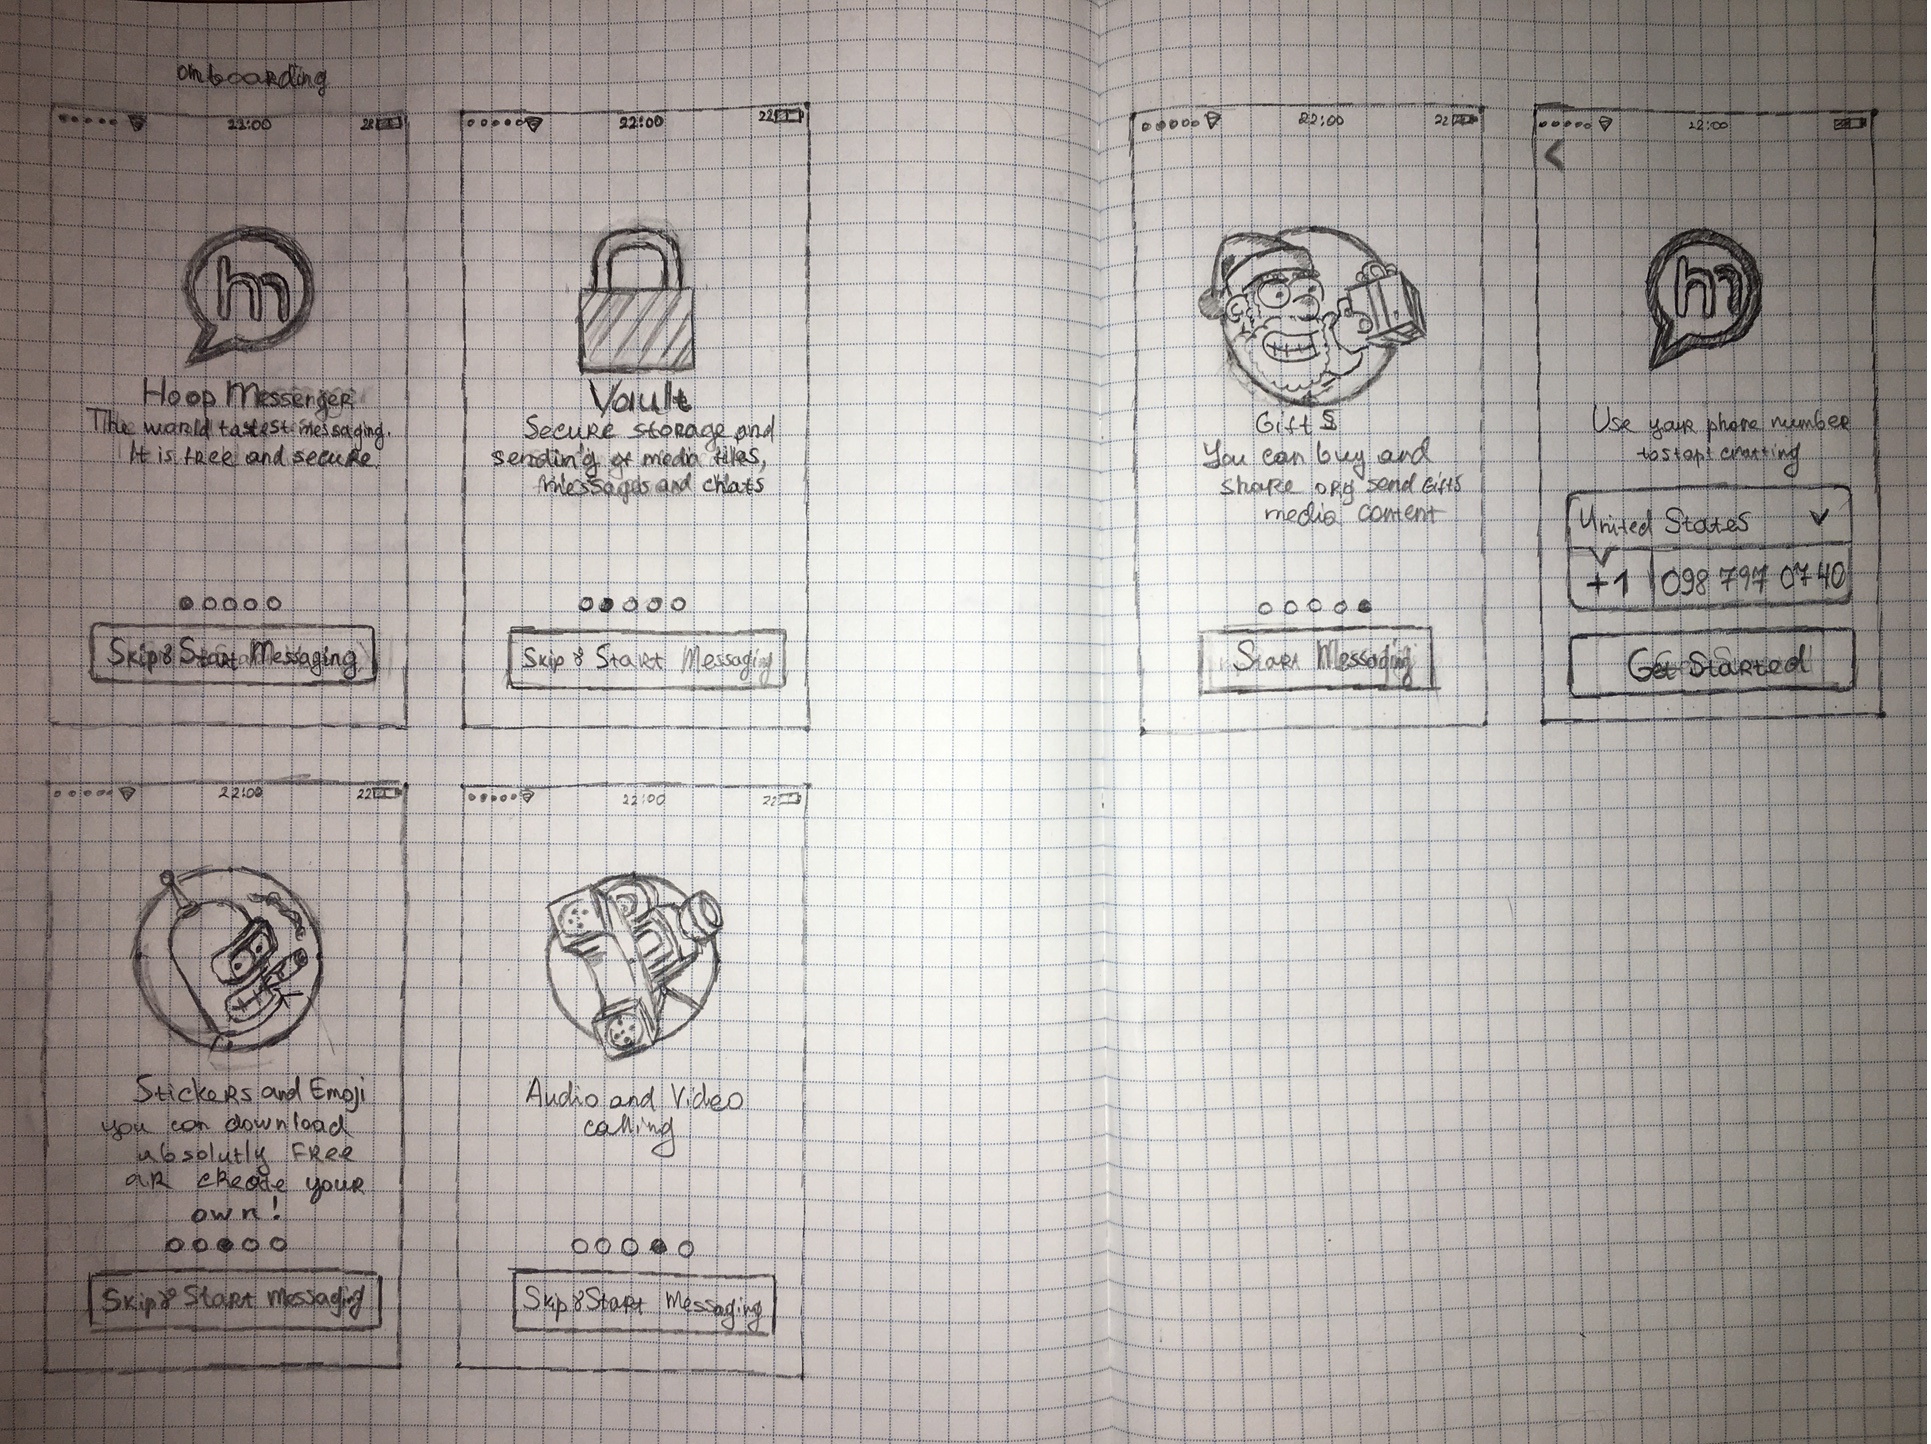 onboarding
22:00 22
hm
Hoop Messenger
The world fastest messaging.
It is free and secure.
Skip & Start Messaging
22:00 22
Vault
Secure storage and
sending of media files,
messages and chats
Skip & Start Messaging
22:00 22
Gifts
You can buy and
share or send Gifts
media content
Start Messaging
22:00
<
hm
Use your phone number
to start chatting
United States
+1 098 797 0740
Get Started
22:00 22
Stickers and Emoji
you can download
absolutly Free
or create your
own!
Skip & Start messaging
22:00 22
Audio and Video
calling
Skip & Start Messaging